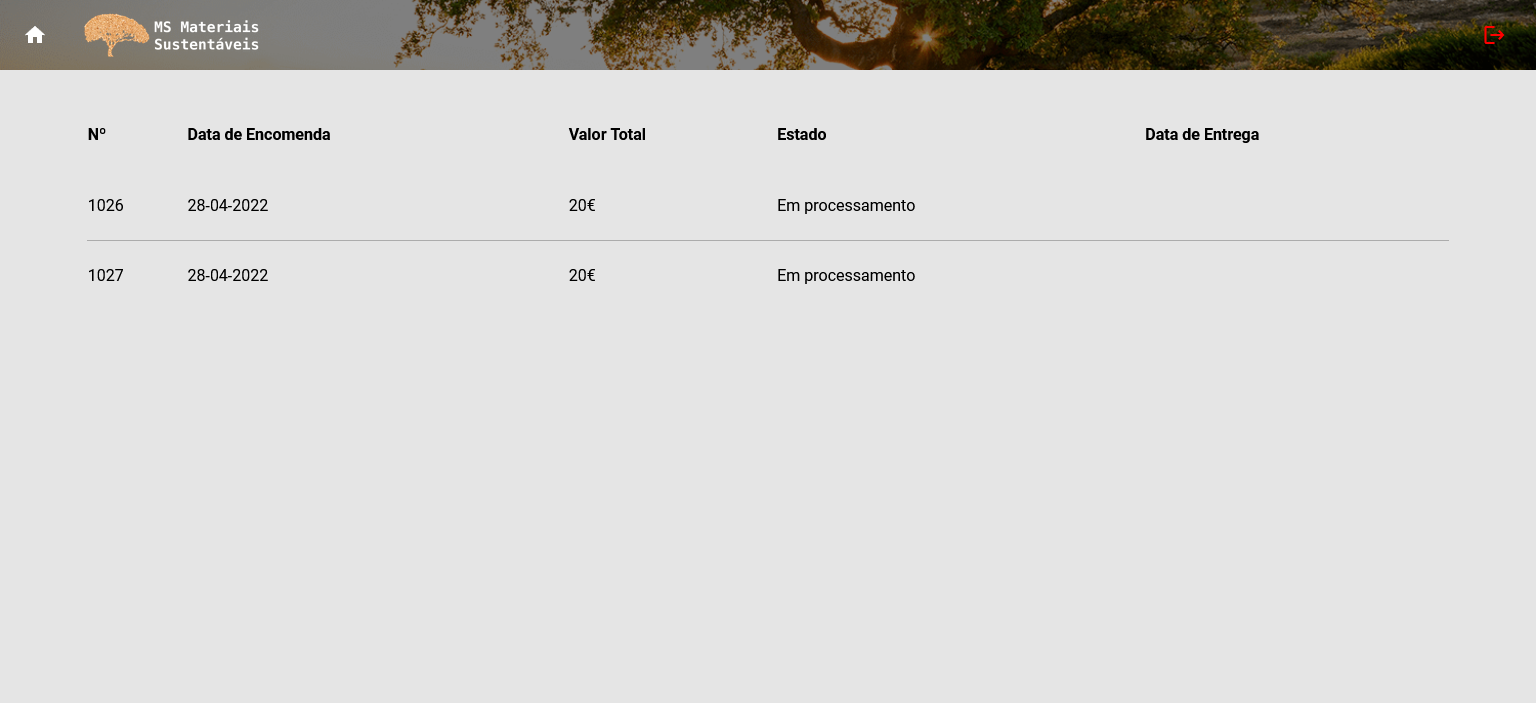 MS Materiais
Sustentáveis
Nº Data de Encomenda Valor Total Estado Data de Entrega
1026 28-04-2022 20€ Em processamento
1027 28-04-2022 20€ Em processamento